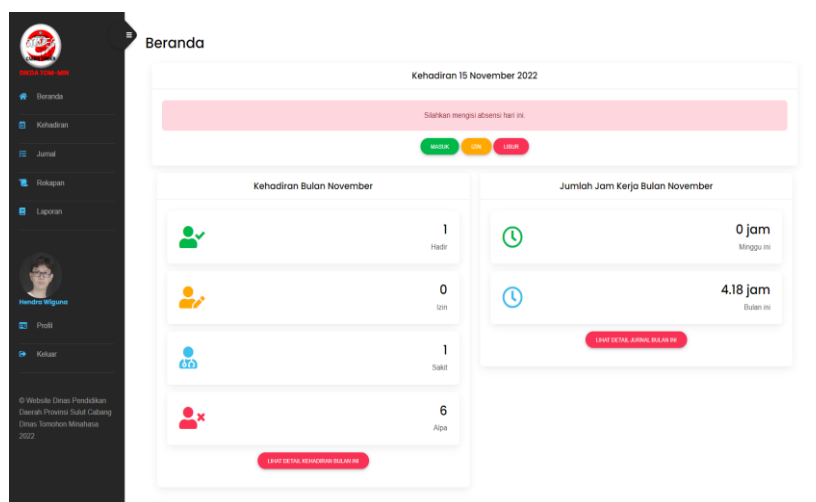 DIKDA TOM-MIN
Beranda
Kehadiran
Jurnal
Rekapan
Laporan
Hendra Wiguna
Profil
Keluar
© Website Dinas Pendidikan
Daerah Provinsi Sulut Cabang
Dinas Tomohon Minahasa
2022
Beranda
Kehadiran 15 November 2022
Silahkan mengisi absensi hari ini.
MASUK
IZIN
LIBUR
Kehadiran Bulan November
1
Hadir
0
Izin
1
Sakit
6
Alpa
LIHAT DETAIL KEHADIRAN BULAN INI
Jumlah Jam Kerja Bulan November
0 jam
Minggu ini
4.18 jam
Bulan ini
LIHAT DETAIL JURNAL BULAN INI